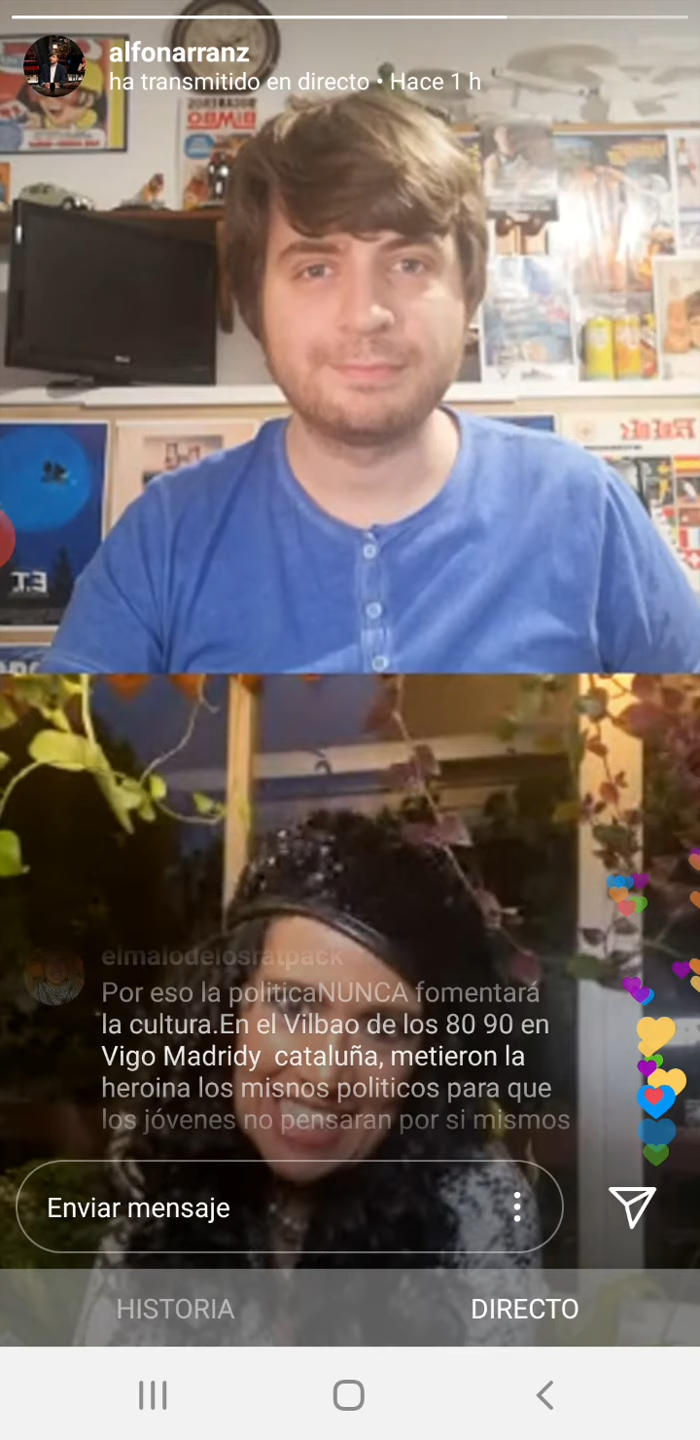 alfonarranz
ha transmitido en directo • Hace 1 h
BIMBO
E.T.
elmalodelosratpack
Por eso la politicaNUNCA fomentará
la cultura.En el Vilbao de los 80 90 en
Vigo Madridy cataluña, metieron la
heroina los misnos politicos para que
los jóvenes no pensaran por si mismos
Enviar mensaje
HISTORIA
DIRECTO